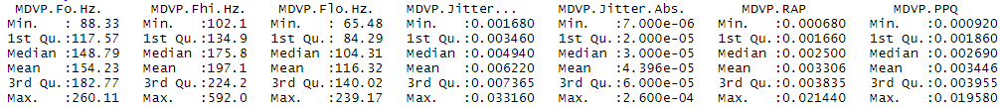 MDVP.Fo.Hz. MDVP.Fhi.Hz. MDVP.Flo.Hz. MDVP.Jitter... MDVP.Jitter.Abs. MDVP.RAP MDVP.PPQ
Min. : 88.33 Min. :102.1 Min. : 65.48 Min. :0.001680 Min. :7.000e-06 Min. :0.000680 Min. :0.000920
1st Qu.:117.57 1st Qu.:134.9 1st Qu.: 84.29 1st Qu.:0.003460 1st Qu.:2.000e-05 1st Qu.:0.001660 1st Qu.:0.001860
Median :148.79 Median :175.8 Median :104.31 Median :0.004940 Median :3.000e-05 Median :0.002500 Median :0.002690
Mean :154.23 Mean :197.1 Mean :116.32 Mean :0.006220 Mean :4.396e-05 Mean :0.003306 Mean :0.003446
3rd Qu.:182.77 3rd Qu.:224.2 3rd Qu.:140.02 3rd Qu.:0.007365 3rd Qu.:6.000e-05 3rd Qu.:0.003835 3rd Qu.:0.003955
Max. :260.11 Max. :592.0 Max. :239.17 Max. :0.033160 Max. :2.600e-04 Max. :0.021440 Max. :0.019580